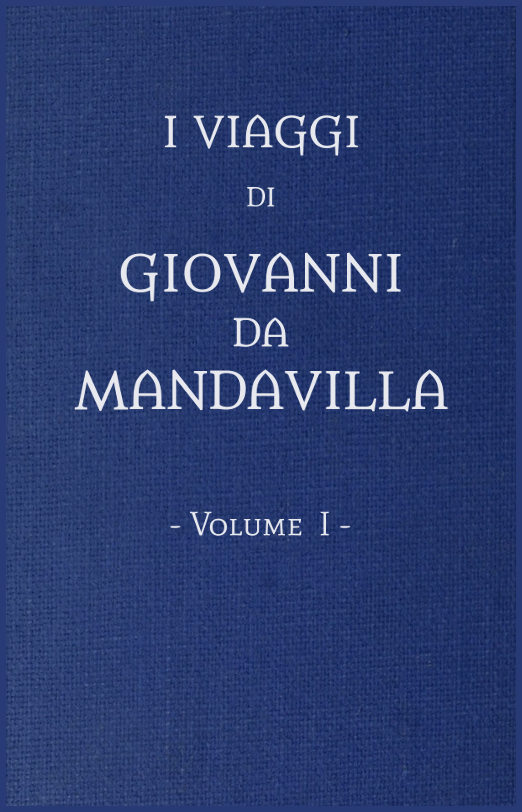 I VIAGGI
DI
GIOVANNI
DA
MANDAVILLA
- VOLUME I -